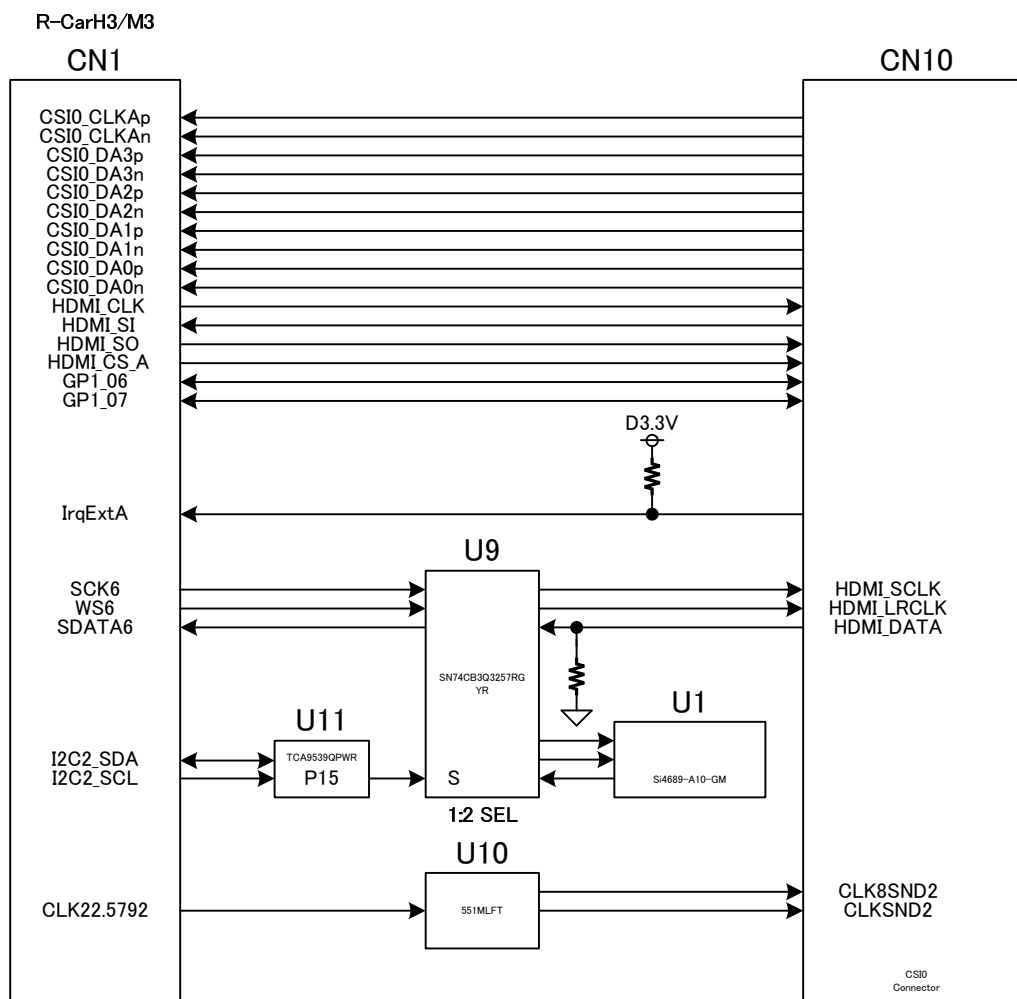 R-CarH3/M3
CN1
CN10
CSI0_CLKAp
CSI0_CLKAn
CSI0_DA3p
CSI0_DA3n
CSI0_DA2p
CSI0_DA2n
CSI0_DA1p
CSI0_DA1n
CSI0_DA0p
CSI0_DA0n
HDMI_CLK
HDMI_SI
HDMI_SO
HDMI_CS_A
GP1_06
GP1_07
D3.3V
IrqExtA
U9
SCK6
WS6
SDATA6
HDMI_SCLK
HDMI_LRCLK
HDMI_DATA
SN74CB3Q3257RG
YR
U11
U1
I2C2_SDA
I2C2_SCL
TCA9539QPWR
P15
S
Si4689-A10-GM
1:2 SEL
U10
CLK22.5792
551MLFT
CLK8SND2
CLKSND2
CSI0
Connector